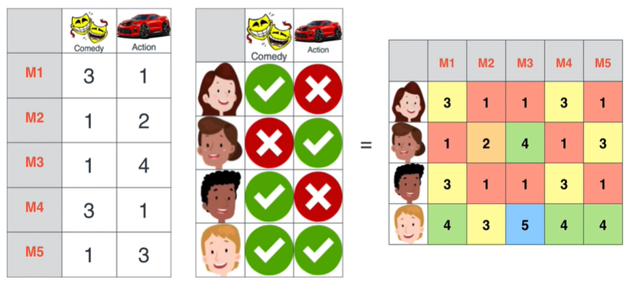 Comedy Action
M1 3 1
M2 1 2
M3 1 4
M4 3 1
M5 1 3
Comedy Action
=
M1 M2 M3 M4 M5
3 1 1 3 1
1 2 4 1 3
3 1 1 3 1
4 3 5 4 4